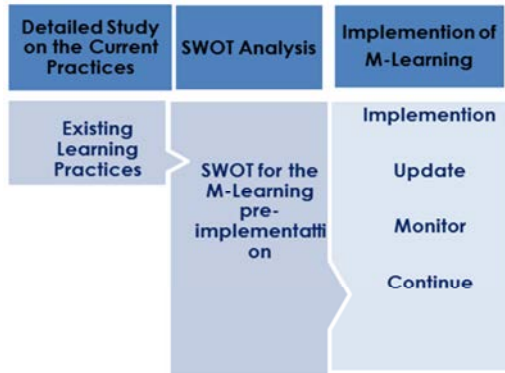 Detailed Study
on the Current
Practices
SWOT Analysis
Implemention of
M-Learning
Existing
Learning
Practices
SWOT for the
M-Learning
pre-
implementatti
on
Implemention
Update
Monitor
Continue